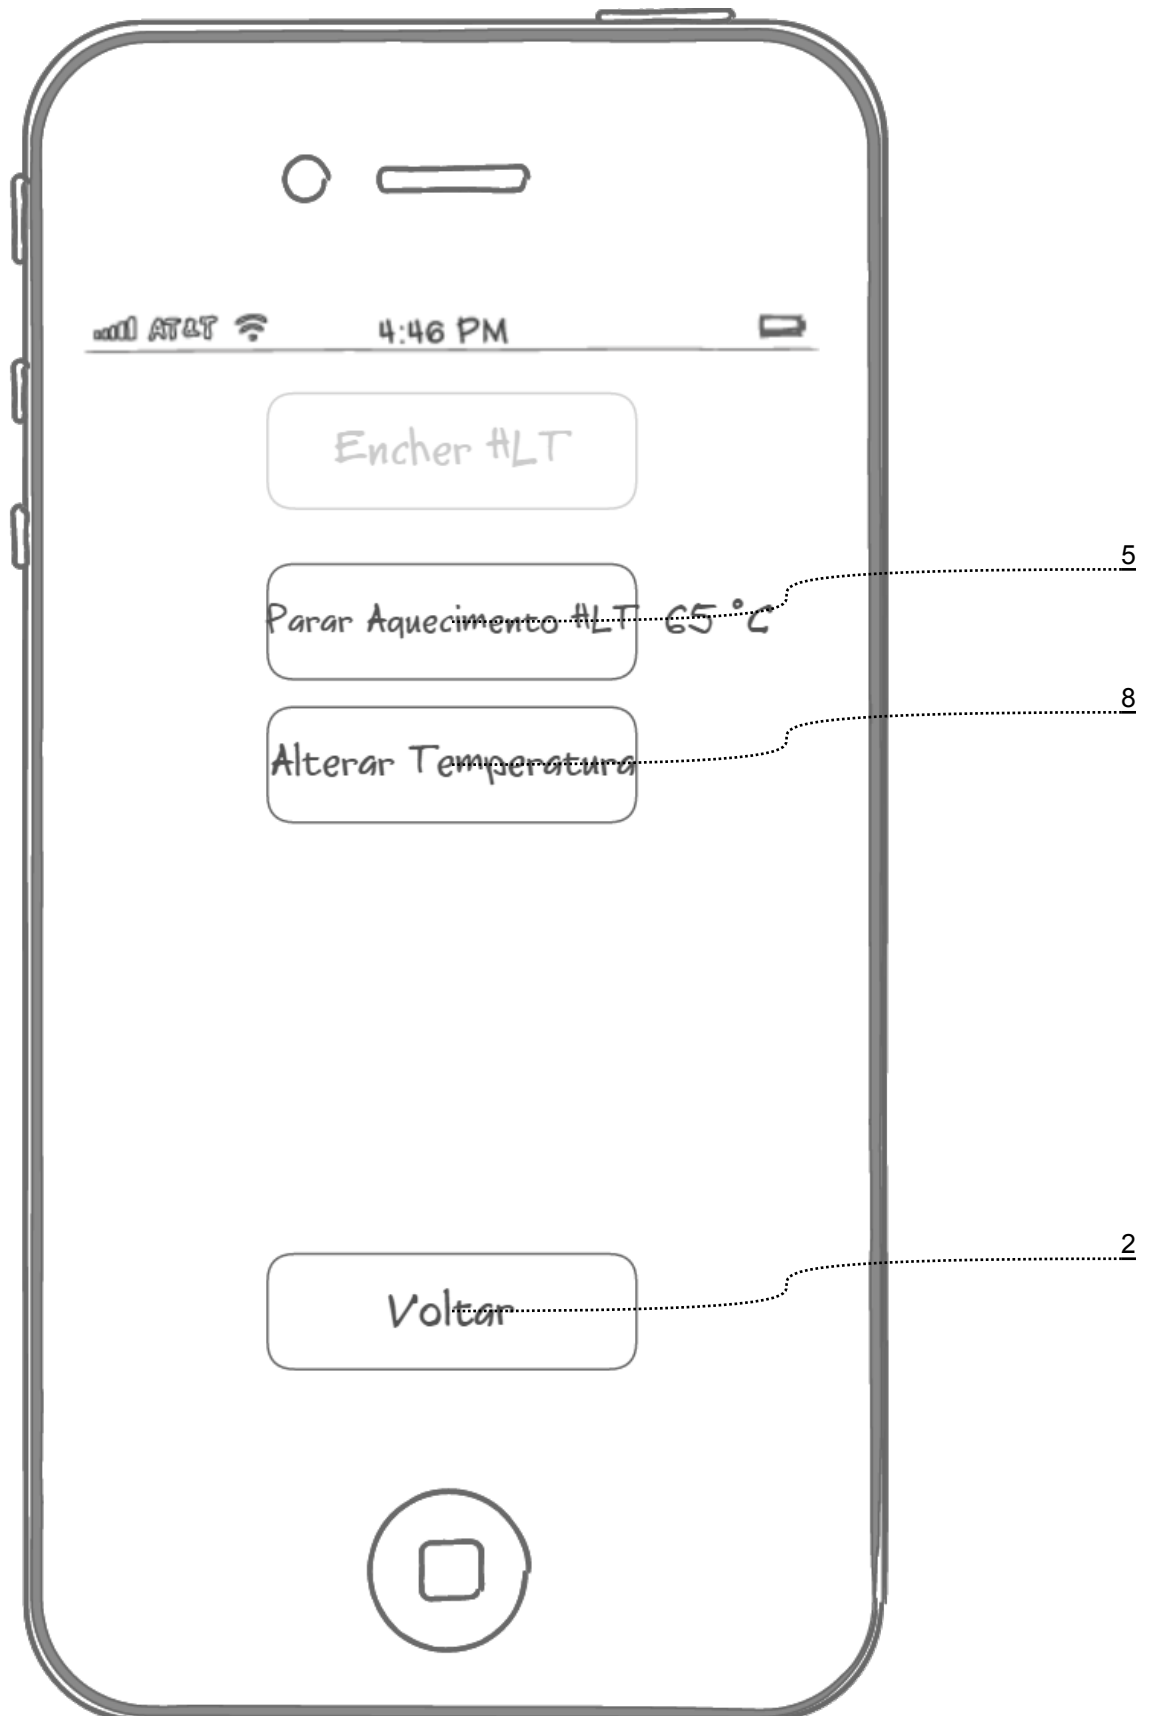 AT&T 4:46 PM
Encher HLT
5
Parar Aquecimento HLT 65 °C
8
Alterar Temperatura
2
Voltar